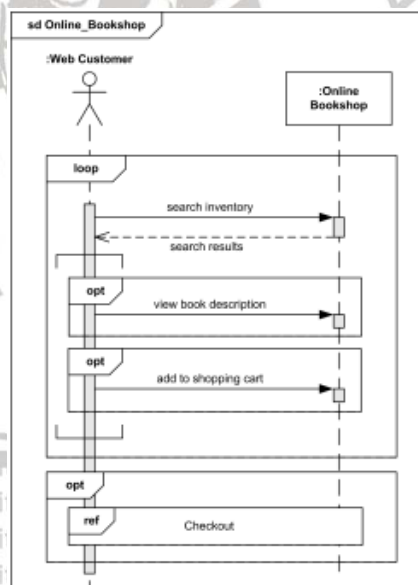 sd Online_Bookshop
:Web Customer
:Online
Bookshop
loop
search inventory
search results
opt
view book description
opt
add to shopping cart
opt
ref
Checkout